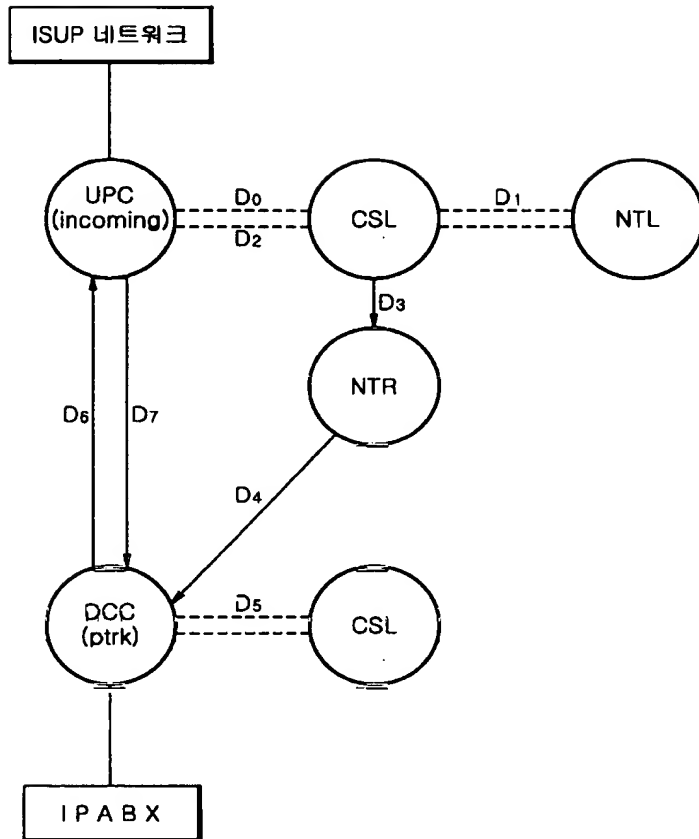 ISUP 네트워크
UPC
(incoming)
D0
D2
CSL
D1
NTL
D3
NTR
D6
D7
D4
DCC
(ptrk)
D5
CSL
I P A B X